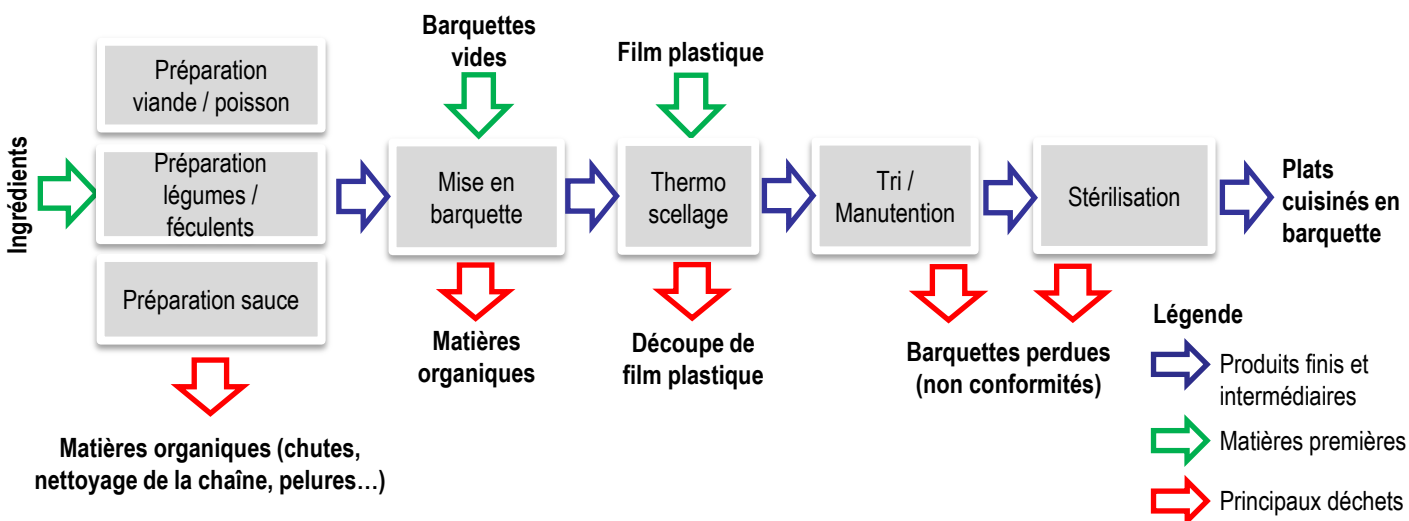 Ingrédients
Préparation
viande / poisson
Préparation
légumes /
féculents
Préparation sauce
Matières organiques (chutes,
nettoyage de la chaîne, pelures…)
Barquettes
vides
Mise en
barquette
Matières
organiques
Film plastique
Thermo
scellage
Découpe de
film plastique
Tri /
Manutention
Stérilisation
Barquettes perdues
(non conformités)
Plats
cuisinés en
barquette
Légende
Produits finis et
intermédiaires
Matières premières
Principaux déchets